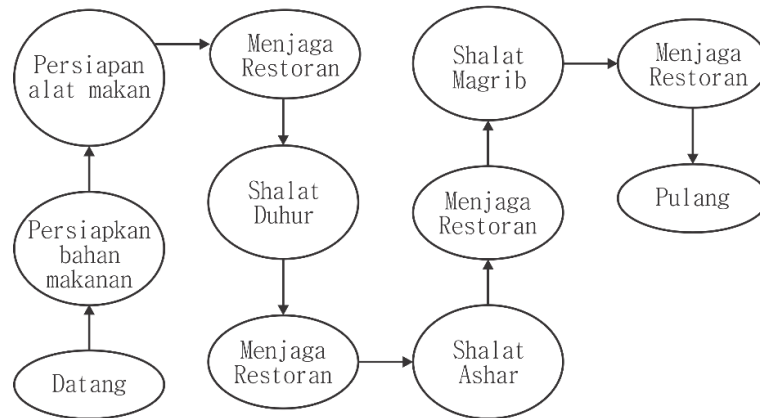 Datang
Persiapkan
bahan
makanan
Persiapan
alat makan
Menjaga
Restoran
Shalat
Duhur
Menjaga
Restoran
Shalat
Ashar
Menjaga
Restoran
Shalat
Magrib
Menjaga
Restoran
Pulang